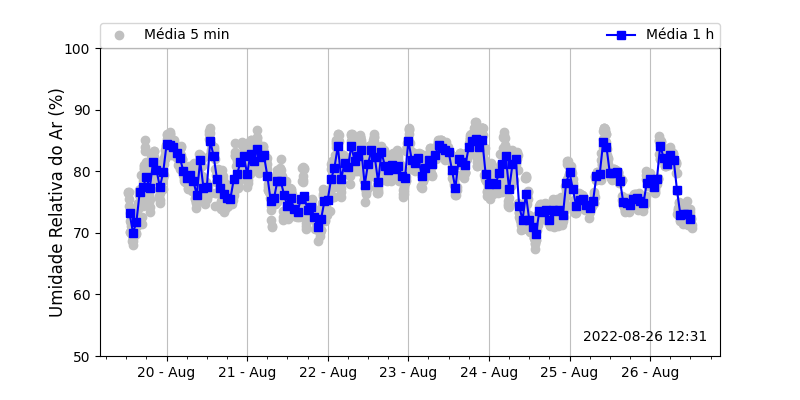 Média 5 min
Média 1 h
Umidade Relativa do Ar (%)
100
90
80
70
60
50
2022-08-26 12:31
20 - Aug
21 - Aug
22 - Aug
23 - Aug
24 - Aug
25 - Aug
26 - Aug